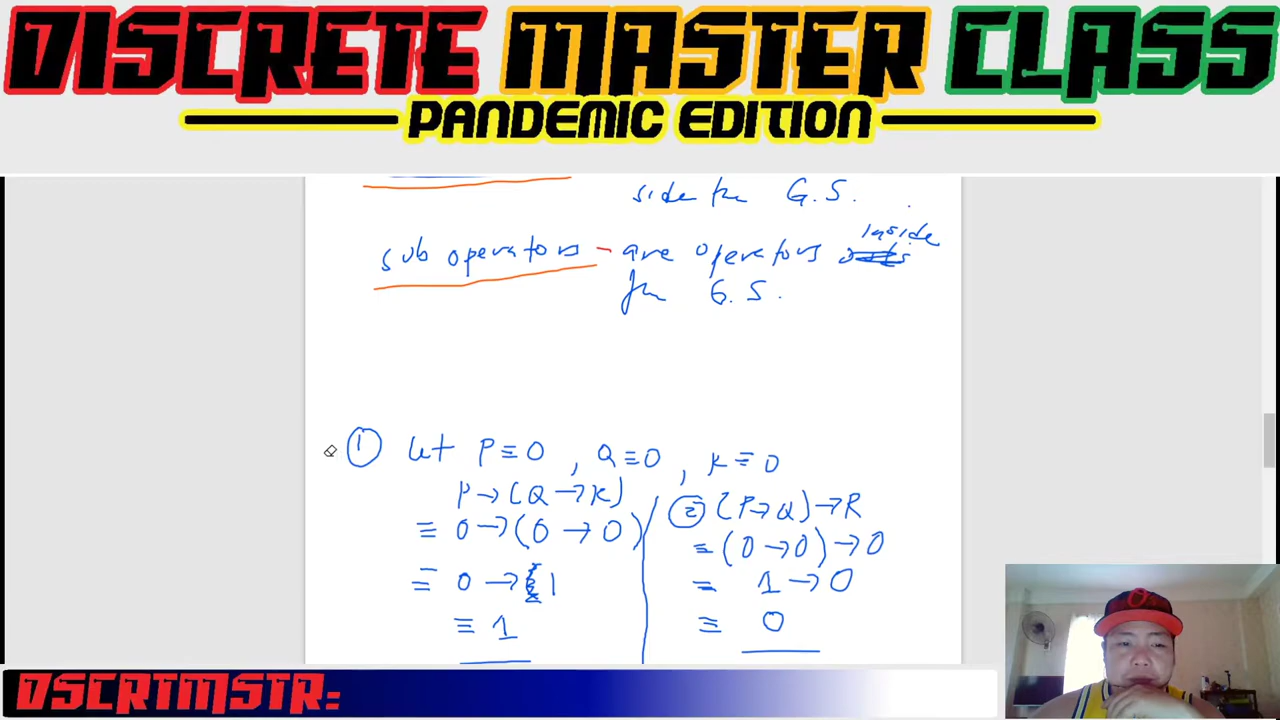 DISCRETE MASTER CLASS
PANDEMIC EDITION
side the G.S.
sub operators - are operators inside
the G.S.
① let P ≡ 0 , Q ≡ 0 , R ≡ 0
P → (Q → R)
≡ 0 → (0 → 0)
≡ 0 → 1
≡ 1
② (P → Q) → R
≡ (0 → 0) → 0
≡ 1 → 0
≡ 0
DSCRTMSTR: